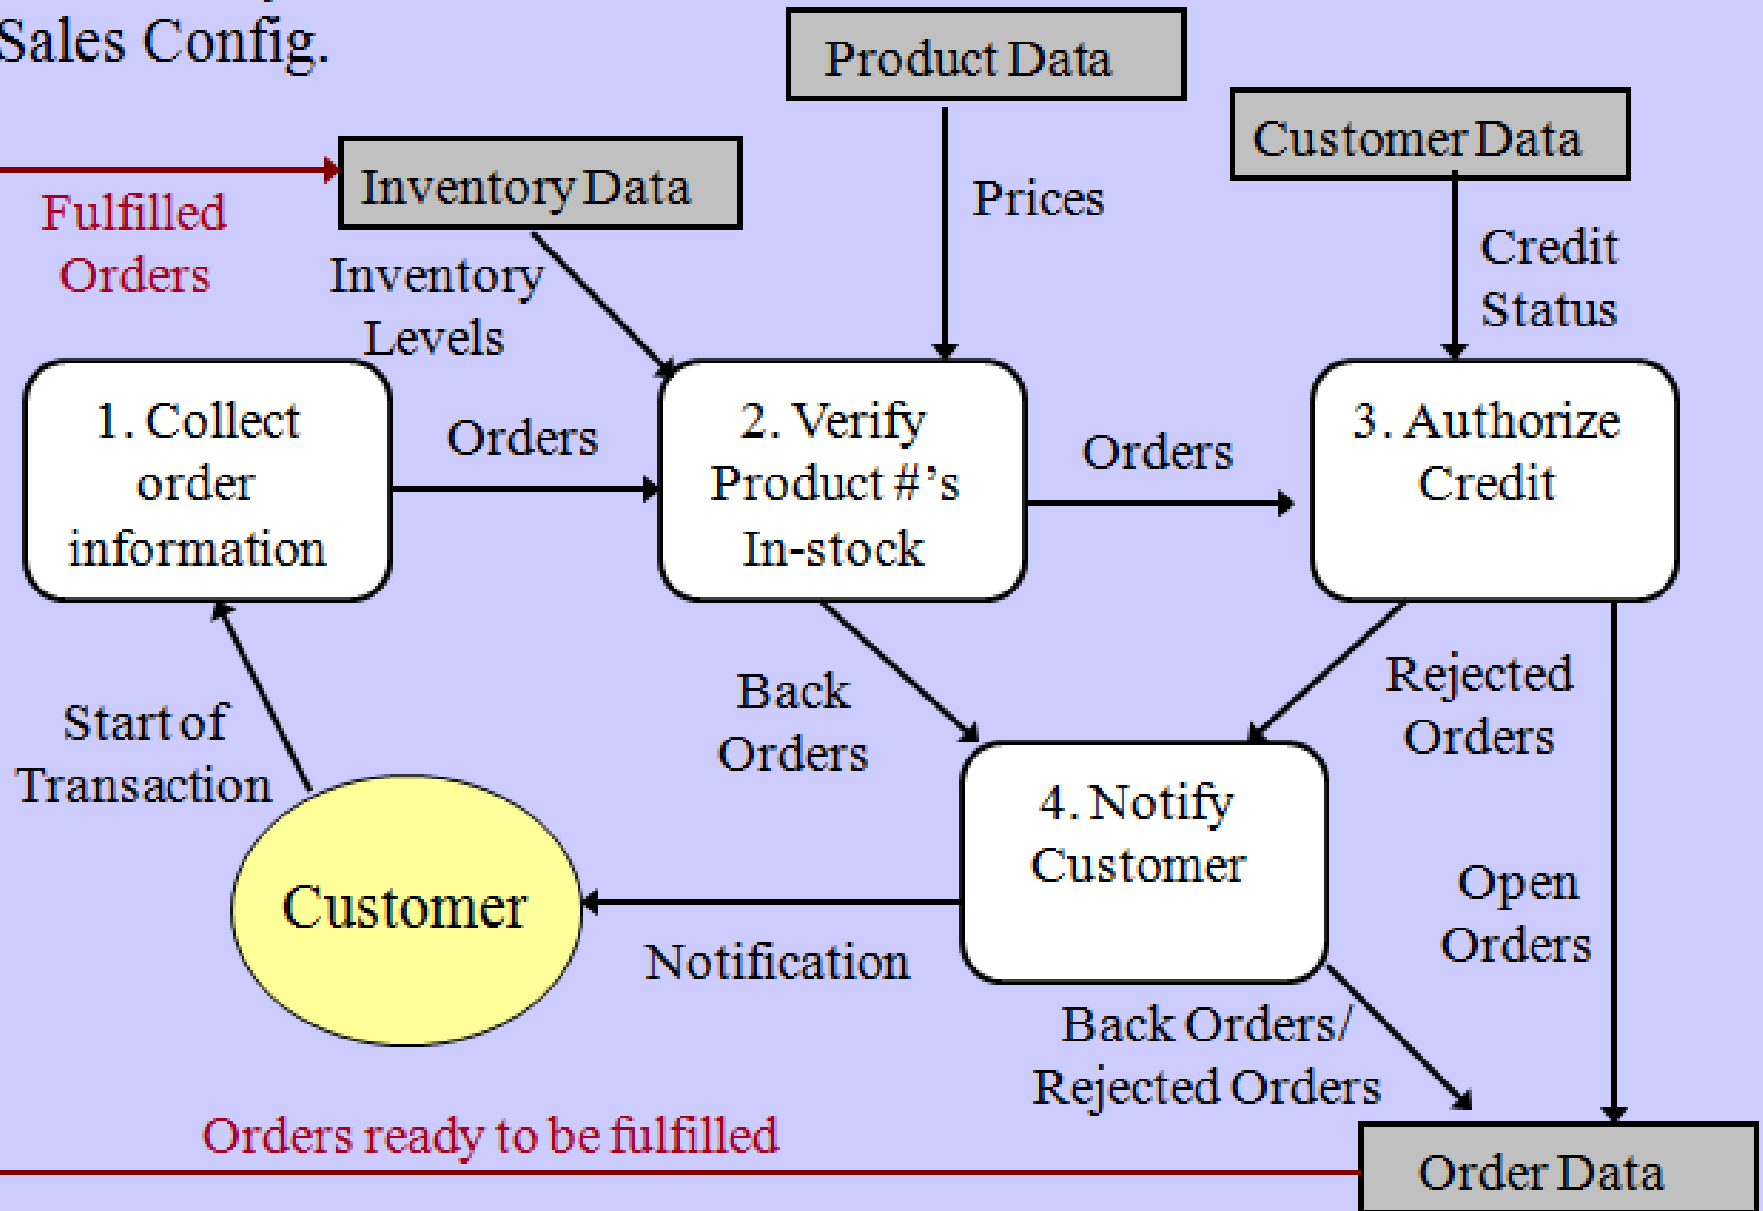 Sales Config.
Product Data
Customer Data
Inventory Data
Fulfilled
Orders
Inventory
Levels
Prices
Credit
Status
1. Collect
order
information
Orders
2. Verify
Product #’s
In-stock
Orders
3. Authorize
Credit
Start of
Transaction
Back
Orders
Rejected
Orders
4. Notify
Customer
Customer
Notification
Open
Orders
Back Orders/
Rejected Orders
Orders ready to be fulfilled
Order Data